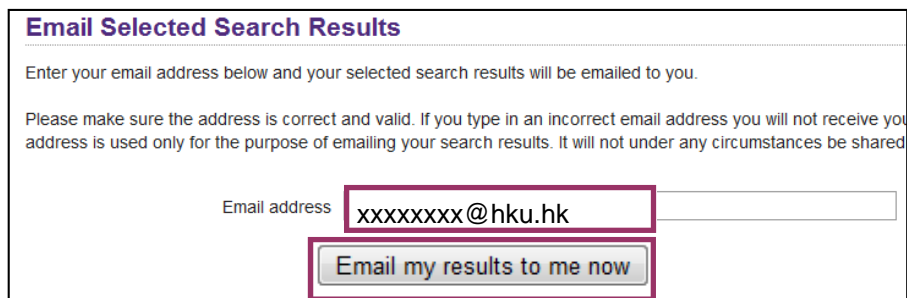 Email Selected Search Results
Enter your email address below and your selected search results will be emailed to you.
Please make sure the address is correct and valid. If you type in an incorrect email address you will not receive
address is used only for the purpose of emailing your search results. It will not under any circumstances be shared
Email address xxxxxxxx@hku.hk
Email my results to me now